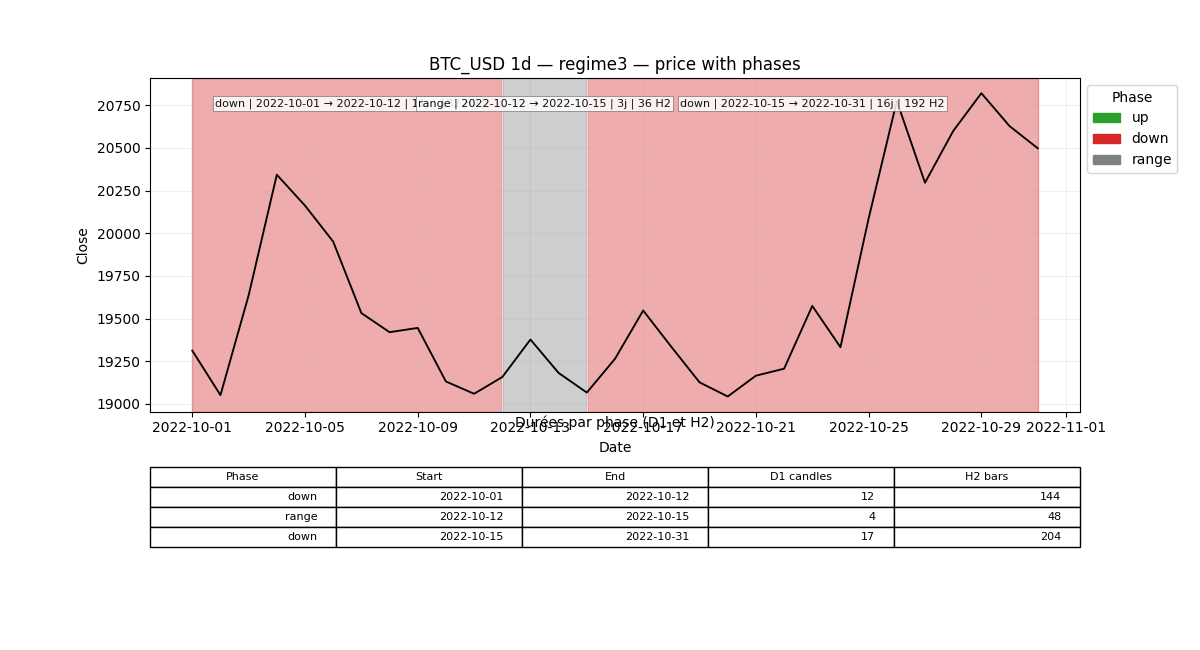 BTC_USD 1d — regime3 — price with phases
down | 2022-10-01 → 2022-10-12 | 
range | 2022-10-12 → 2022-10-15 | 3j | 36 H2
down | 2022-10-15 → 2022-10-31 | 16j | 192 H2
Phase
up
down
range
Close
20750
20500
20250
20000
19750
19500
19250
19000
2022-10-01 2022-10-05 2022-10-09 2022-10-13 2022-10-17 2022-10-21 2022-10-25 2022-10-29 2022-11-01
Durées par phase (D1 et H2)
Date
Phase Start End D1 candles H2 bars
down 2022-10-01 2022-10-12 12 144
range 2022-10-12 2022-10-15 4 48
down 2022-10-15 2022-10-31 17 204